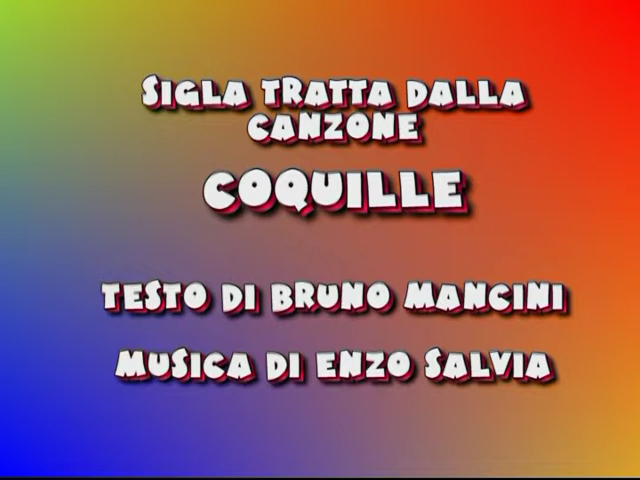 SIGLA TRATTA DALLA
CANZONE
COQUILLE
TESTO DI BRUNO MANCINI
MUSICA DI ENZO SALVIA